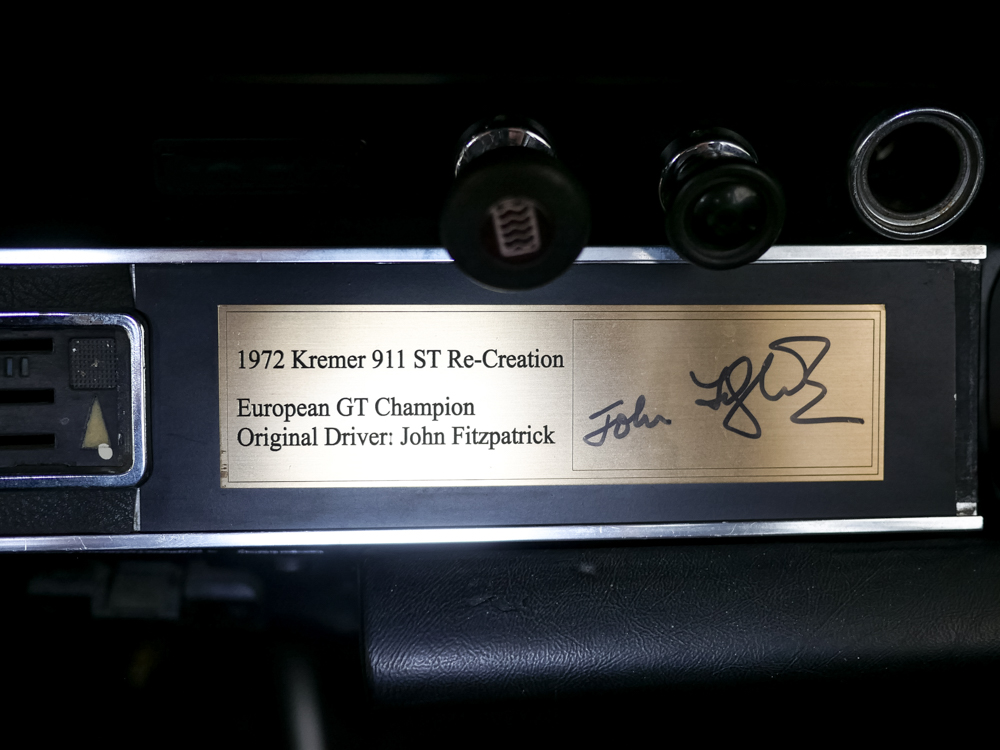 1972 Kremer 911 ST Re-Creation
European GT Champion
Original Driver: John Fitzpatrick
John